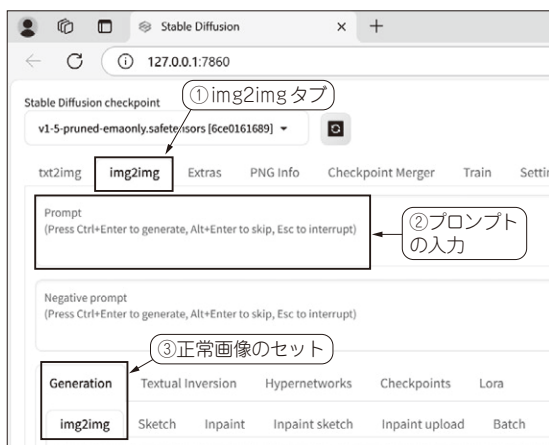 Stable Diffusion
127.0.0.1:7860
①img2imgタブ
Stable Diffusion checkpoint
v1-5-pruned-emaonly.safetensors [6ce0161689]
txt2img img2img Extras PNG Info Checkpoint Merger Train Settin
Prompt
(Press Ctrl+Enter to generate, Alt+Enter to skip, Esc to interrupt)
②プロンプト
の入力
Negative prompt
(Press Ctrl+Enter to generate, Alt+Enter to skip, Esc to interrupt)
③正常画像のセット
Generation Textual Inversion Hypernetworks Checkpoints Lora
img2img Sketch Inpaint Inpaint sketch Inpaint upload Batch